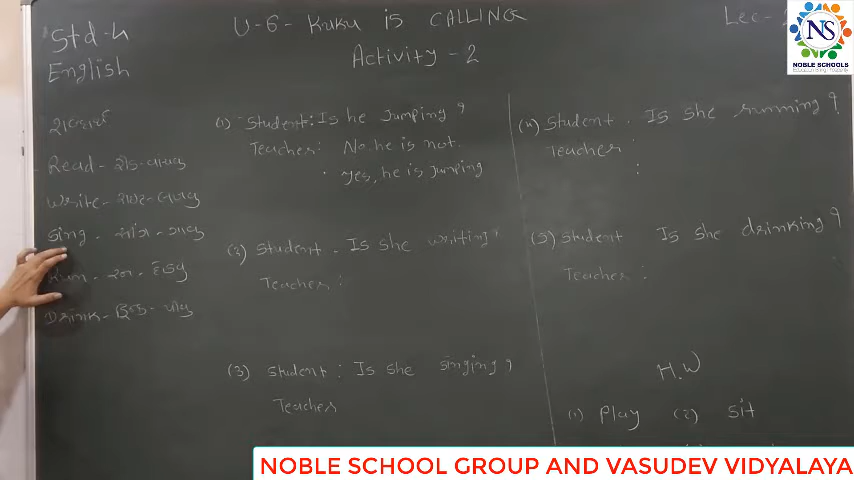 Std-4
English
U-6- KuKu is CALLING
Activity - 2
Lec-
NS
NOBLE SCHOOLS
શબ્દાર્થ
Read - રીડ - વાંચવું
Write - રાઇટ - લખવું
Sing - સીંગ - ગાવું
Run - રન - દોડવું
Drink - ડ્રિંક - પીવું
(1) Student: Is he Jumping ?
Teacher: No he is not.
Yes, he is Jumping
(2) Student. Is she writing ?
Teacher:
(3) Student: Is she singing ?
Teacher
(4) Student. Is she running ?
Teacher:
(5) Student Is she drinking ?
Teacher:
H.W
(1) Play (2) Sit
NOBLE SCHOOL GROUP AND VASUDEV VIDYALAYA